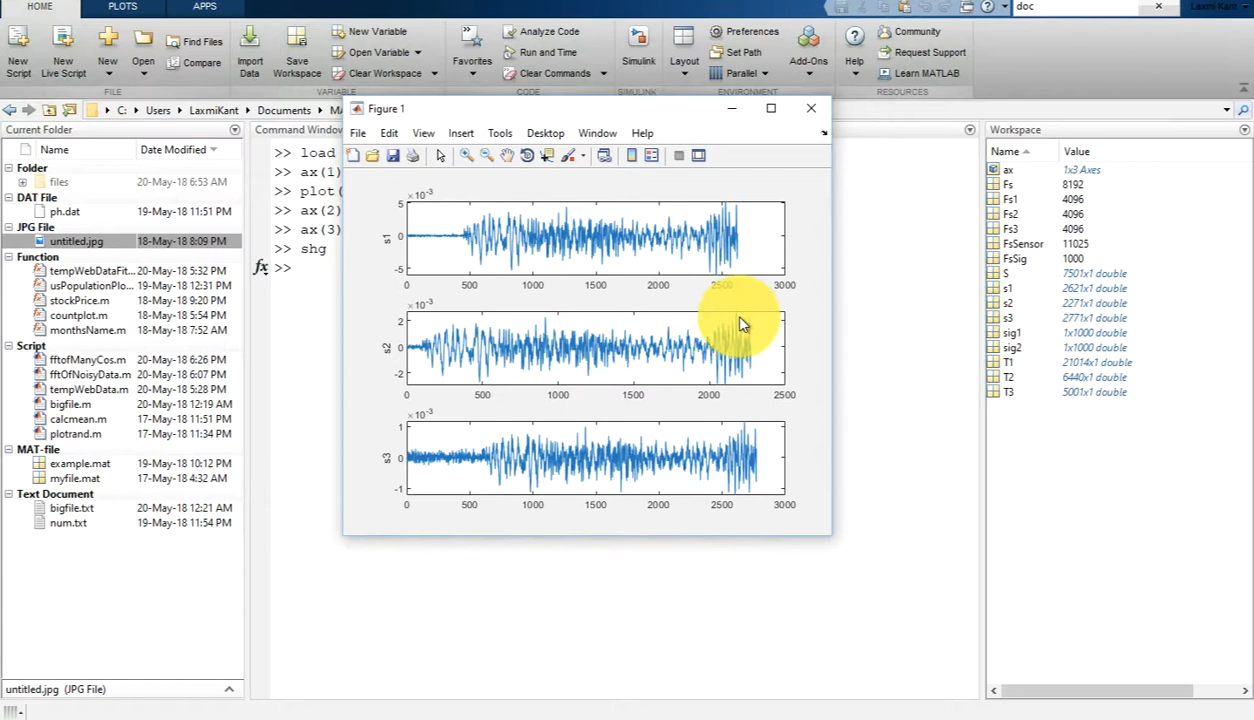 HOME PLOTS APPS
doc
Laxmi Kant
New Script
New Live Script
New
Open
Find Files
Compare
Import Data
Save Workspace
New Variable
Open Variable
Clear Workspace
Favorites
Analyze Code
Run and Time
Clear Commands
Simulink
Layout
Preferences
Set Path
Parallel
Add-Ons
Help
Community
Request Support
Learn MATLAB
FILE VARIABLE CODE SIMULINK ENVIRONMENT RESOURCES
C: Users LaxmiKant Documents
Current Folder
Name Date Modified
Folder
files 20-May-18 6:53 AM
DAT File
ph.dat 19-May-18 11:51 PM
JPG File
untitled.jpg 18-May-18 8:09 PM
Function
tempWebDataFit... 20-May-18 5:32 PM
usPopulationPlo... 19-May-18 12:31 PM
stockPrice.m 18-May-18 9:20 PM
countplot.m 18-May-18 5:54 PM
monthsName.m 18-May-18 7:52 AM
Script
fftofManyCos.m 20-May-18 6:26 PM
fftOfNoisyData.m 20-May-18 6:07 PM
tempWebData.m 20-May-18 5:28 PM
bigfile.m 20-May-18 12:19 AM
calcmean.m 17-May-18 11:51 PM
plotrand.m 17-May-18 11:34 PM
MAT-file
example.mat 19-May-18 10:12 PM
myfile.mat 17-May-18 4:32 AM
Text Document
bigfile.txt 20-May-18 12:21 AM
num.txt 19-May-18 11:54 PM
untitled.jpg (JPG File)
Command Window
>> load
>> ax(1)
>> plot(
>> ax(2)
>> ax(3)
>> shg
fx >>
Figure 1
File Edit View Insert Tools Desktop Window Help
×10⁻³
5
s1 0
-5
0 500 1000 1500 2000 2500 3000
×10⁻³
2
s2 0
-2
0 500 1000 1500 2000 2500
×10⁻³
1
s3 0
-1
0 500 1000 1500 2000 2500 3000
Workspace
Name Value
ax 1x3 Axes
Fs 8192
Fs1 4096
Fs2 4096
Fs3 4096
FsSensor 11025
FsSig 1000
S 7501x1 double
s1 2621x1 double
s2 2271x1 double
s3 2771x1 double
sig1 1x1000 double
sig2 1x1000 double
T1 21014x1 double
T2 6440x1 double
T3 5001x1 double